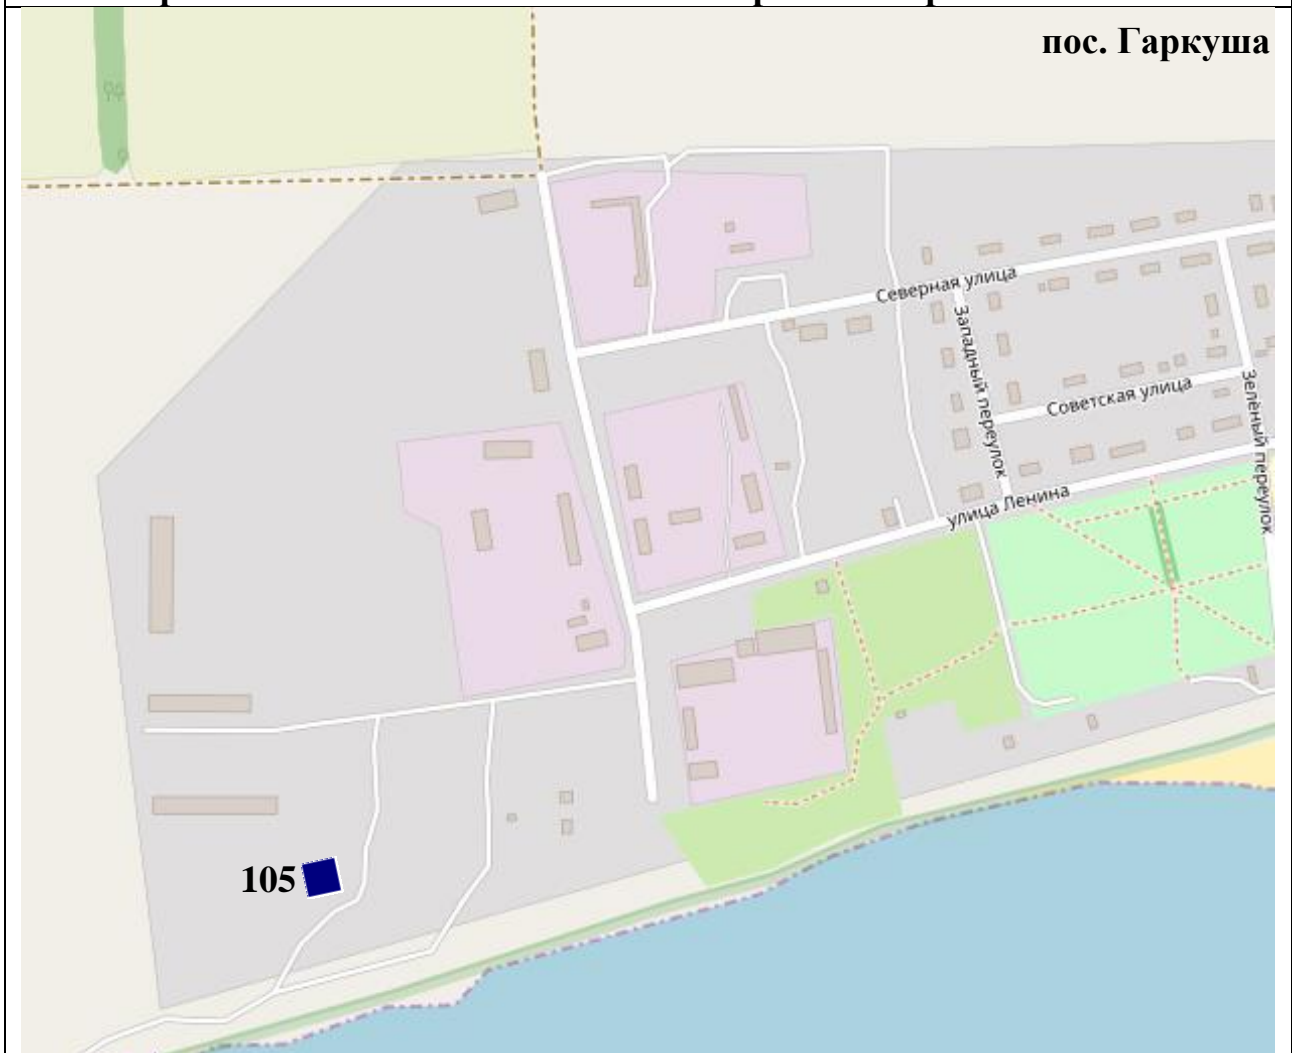 пос. Гаркуша
Северная улица
Западный переулок
Советская улица
Зелёный переулок
улица Ленина
105